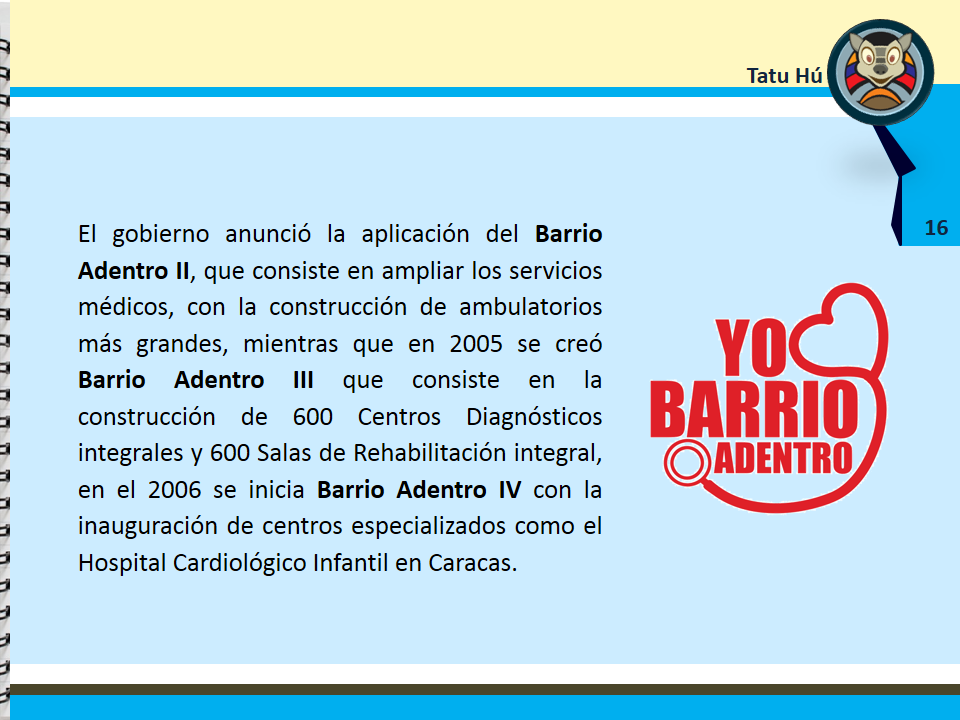 Tatu Hú
16
El gobierno anunció la aplicación del Barrio
Adentro II, que consiste en ampliar los servicios
médicos, con la construcción de ambulatorios
más grandes, mientras que en 2005 se creó
Barrio Adentro III que consiste en la
construcción de 600 Centros Diagnósticos
integrales y 600 Salas de Rehabilitación integral,
en el 2006 se inicia Barrio Adentro IV con la
inauguración de centros especializados como el
Hospital Cardiológico Infantil en Caracas.
YO
BARRIO
ADENTRO